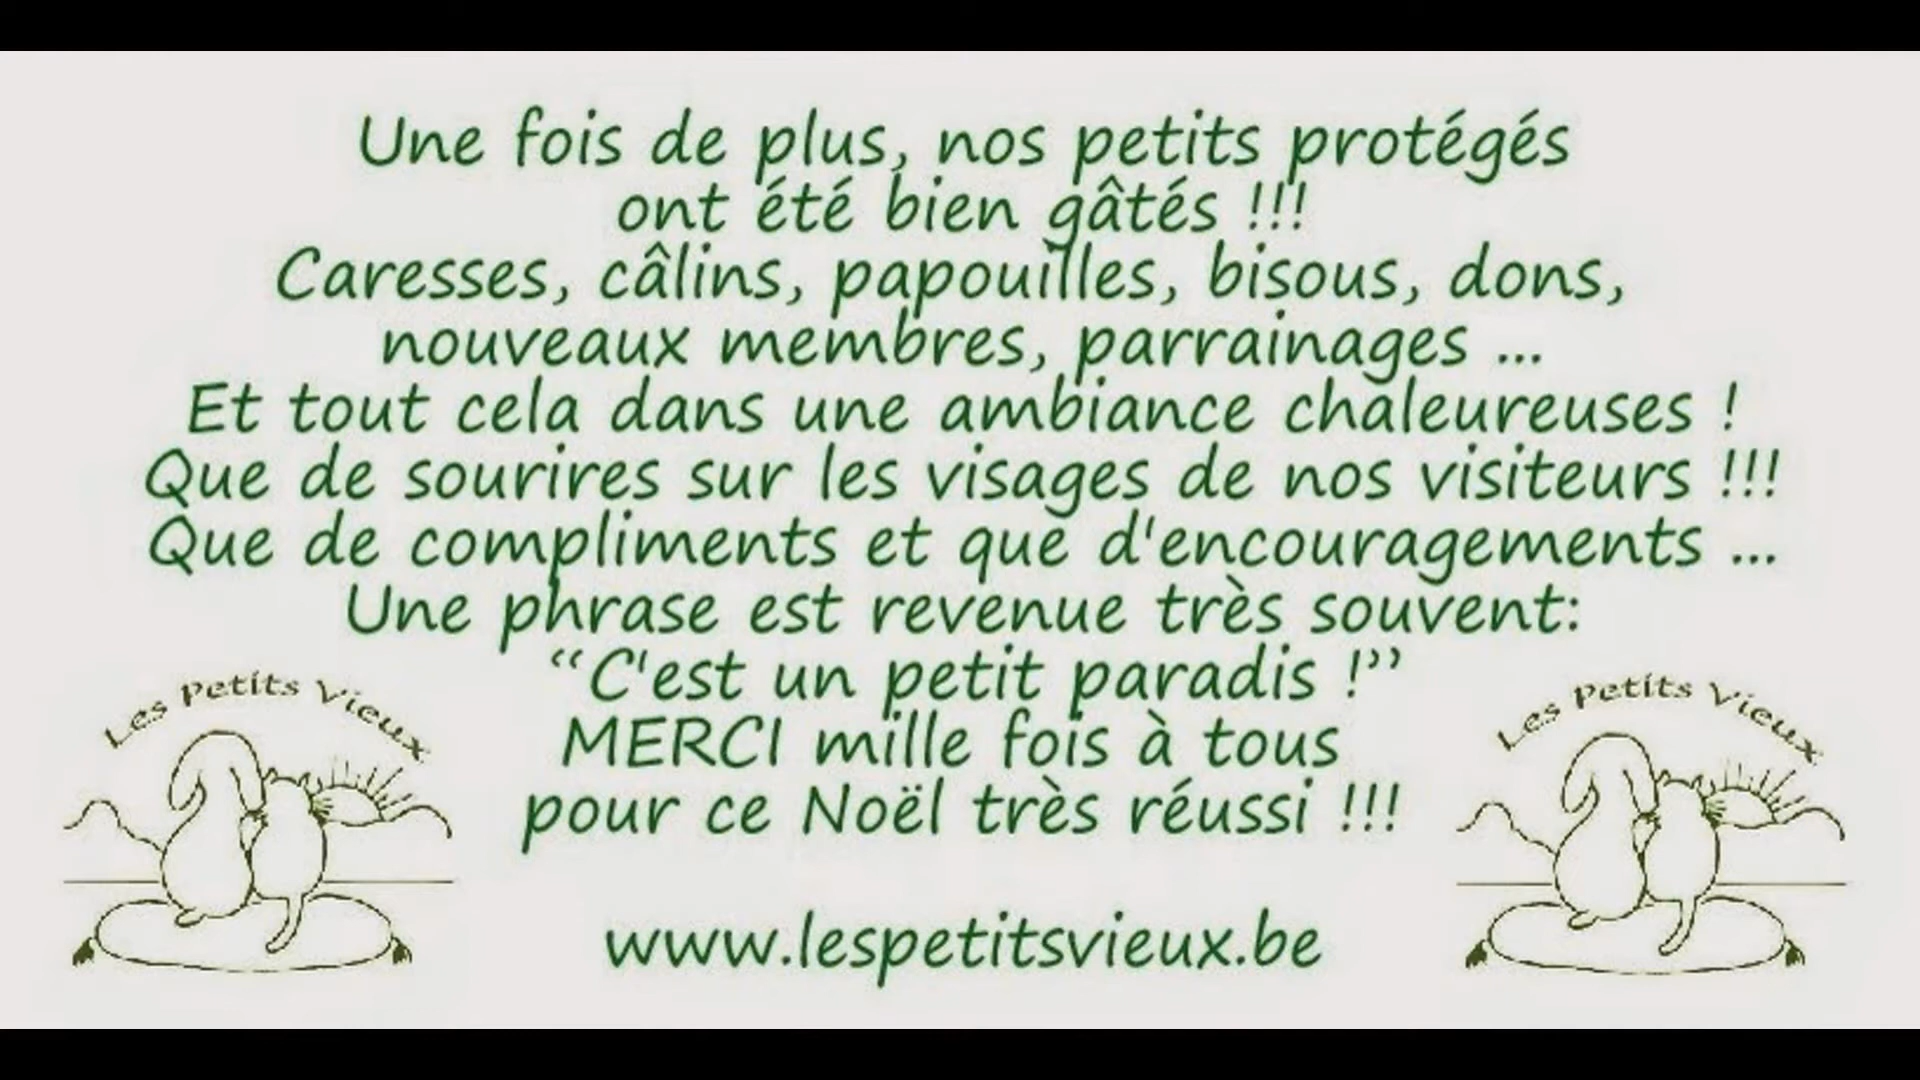 Une fois de plus, nos petits protégés
ont été bien gâtés !!!
Caresses, câlins, papouilles, bisous, dons,
nouveaux membres, parrainages ...
Et tout cela dans une ambiance chaleureuses !
Que de sourires sur les visages de nos visiteurs !!!
Que de compliments et que d'encouragements ...
Une phrase est revenue très souvent:
“C'est un petit paradis !”
MERCI mille fois à tous
pour ce Noël très réussi !!!
Les Petits Vieux
Les Petits Vieux
www.lespetitsvieux.be